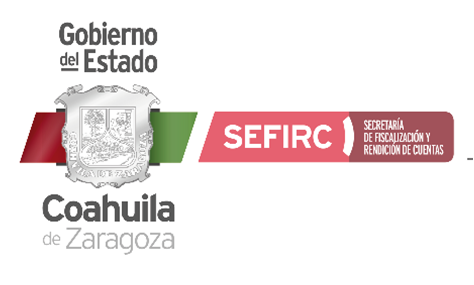 Gobierno
del Estado
Coahuila
de Zaragoza
SEFIRC
SECRETARÍA
DE FISCALIZACIÓN Y
RENDICIÓN DE CUENTAS